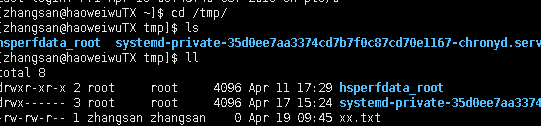 [zhangsan@haoweiwuTX ~]$ cd /tmp/
[zhangsan@haoweiwuTX tmp]$ ls
hsperfdata_root systemd-private-35d0ee7aa3374cd7b7f0c87cd70e1167-chronyd.serv
[zhangsan@haoweiwuTX tmp]$ ll
total 8
drwxr-xr-x 2 root root 4096 Apr 11 17:29 hsperfdata_root
drwx------ 3 root root 4096 Apr 17 15:24 systemd-private-35d0ee7aa3374
-rw-rw-r-- 1 zhangsan zhangsan 0 Apr 19 09:45 xx.txt